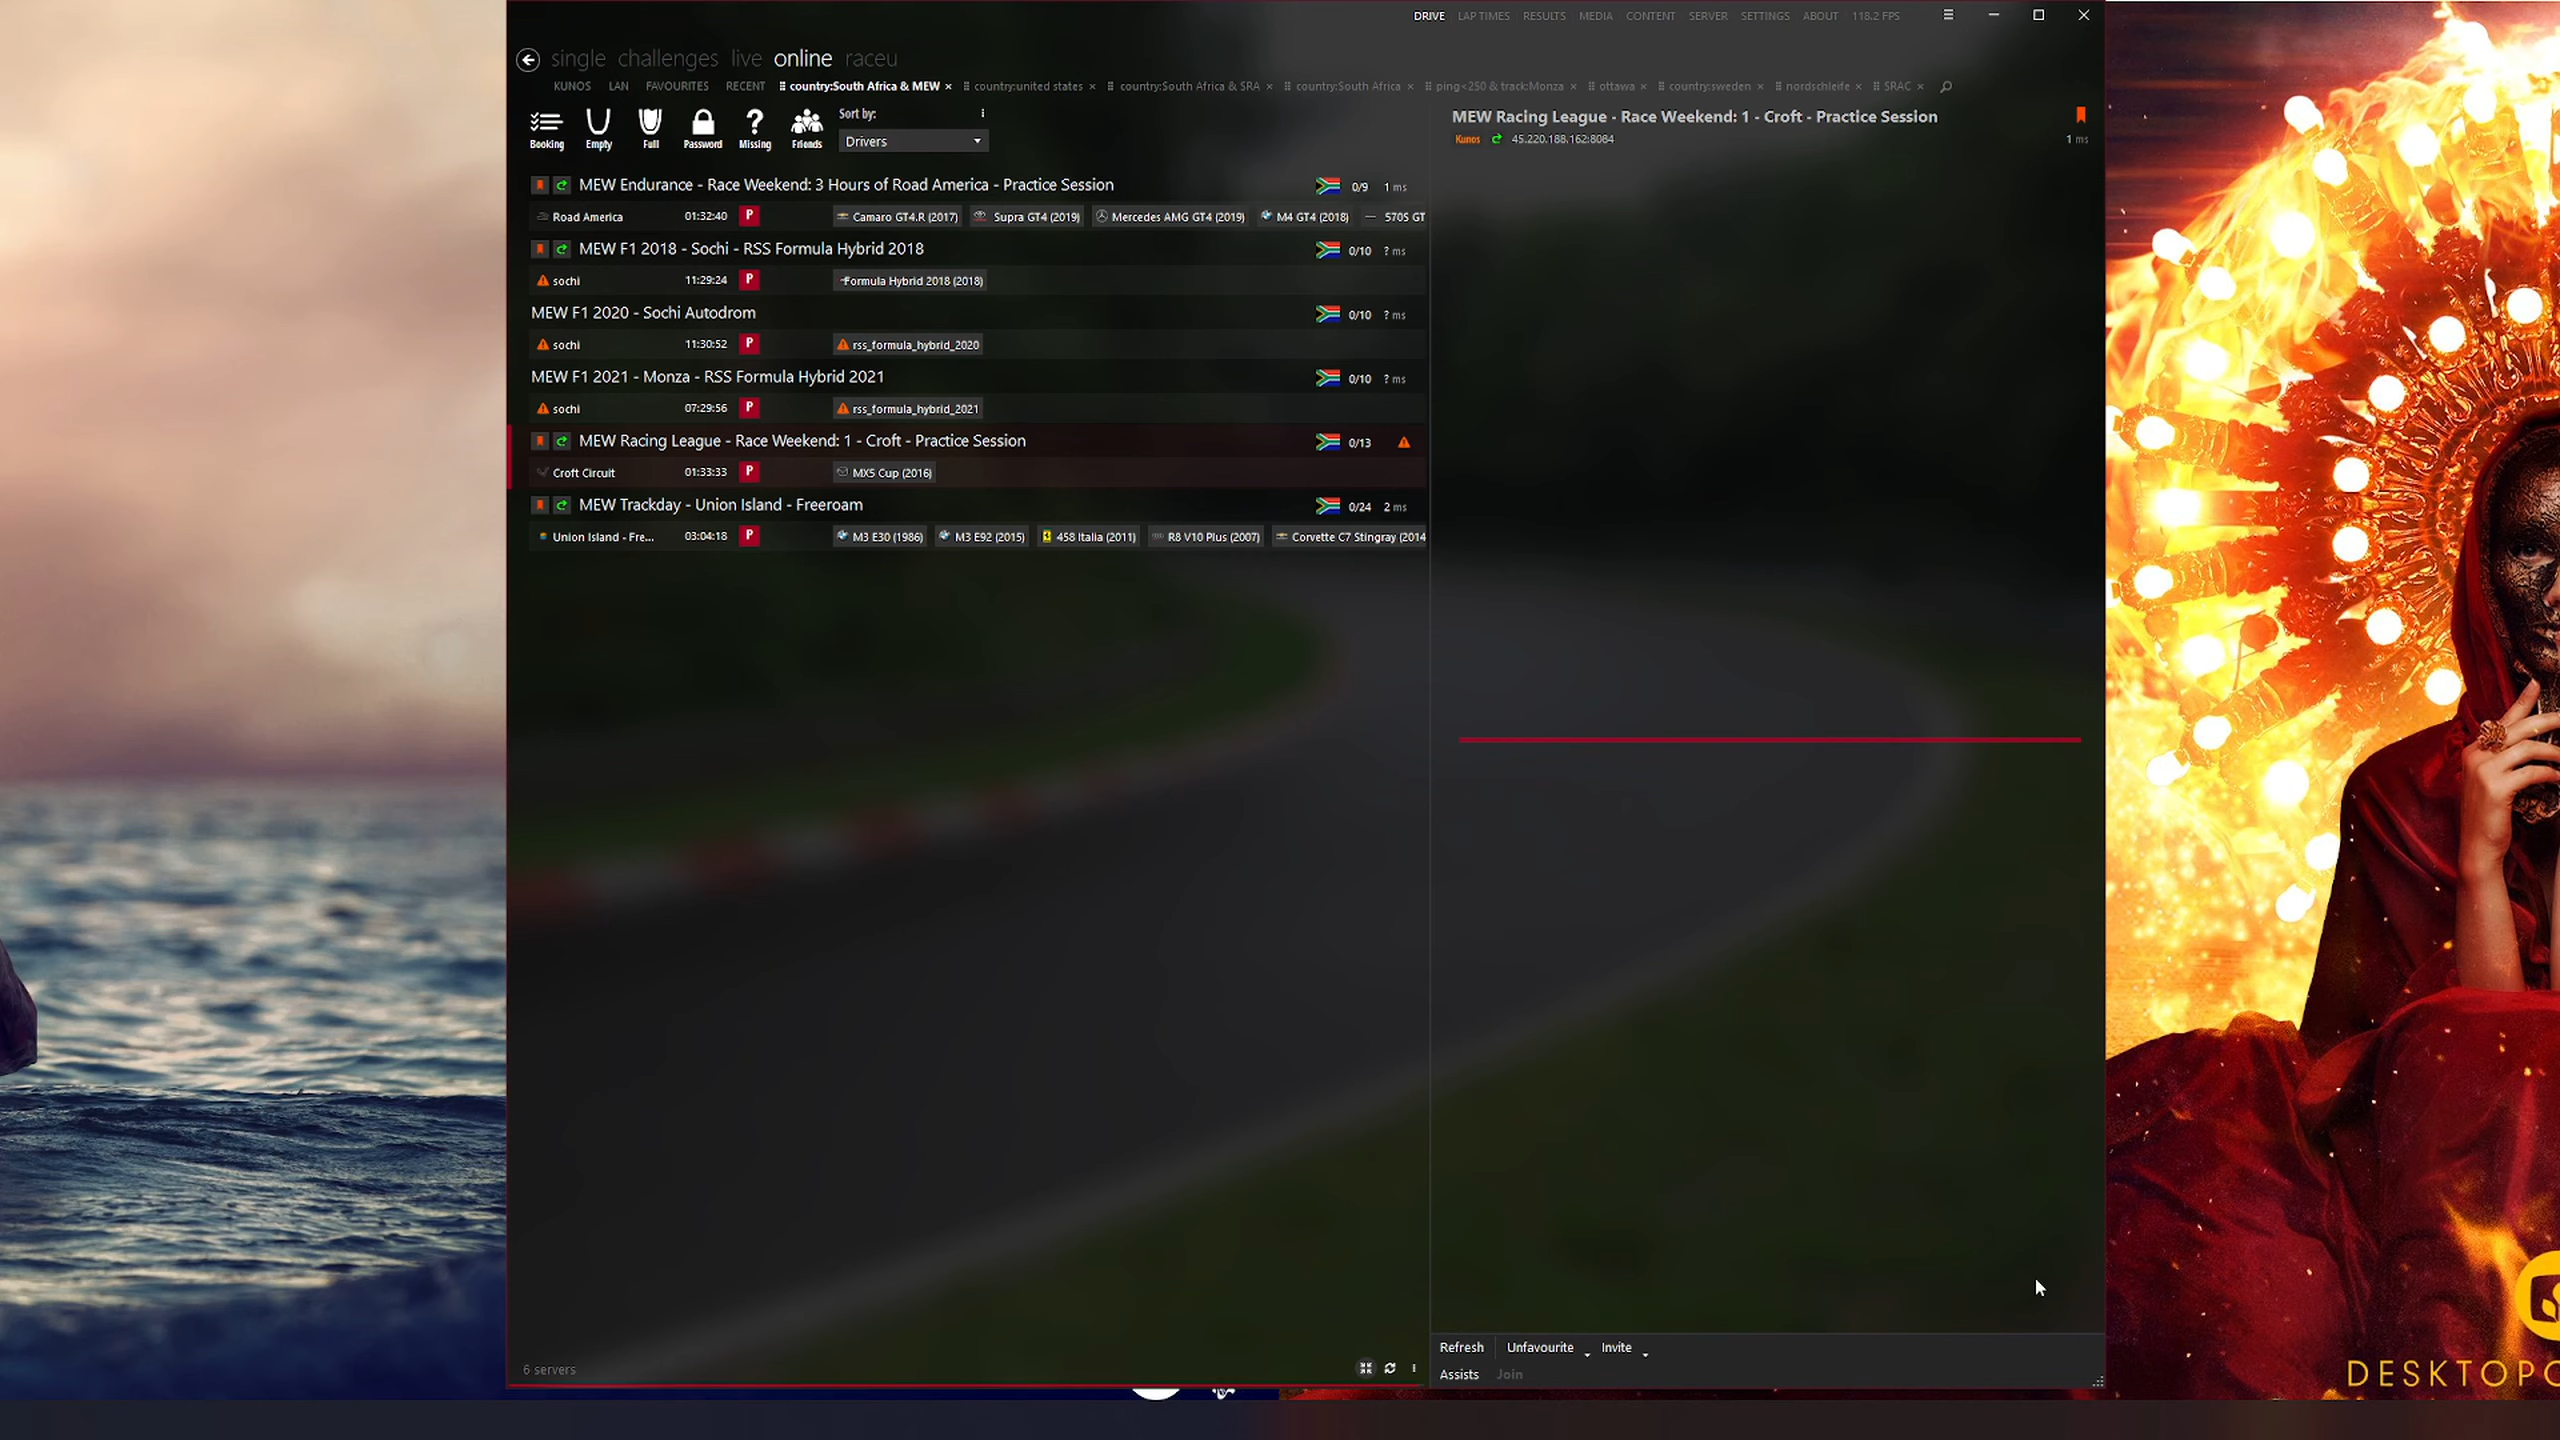 DRIVE LAP TIMES RESULTS MEDIA CONTENT SERVER SETTINGS ABOUT 118.2 FPS
single challenges live online raceu
KUNOS LAN FAVOURITES RECENT country:South Africa & MEW country:united states country:South Africa & SRA country:South Africa ping<250 & track:Monza ottawa country:sweden nordschleife SRAC
Booking Empty Full Password Missing Friends
Sort by:
Drivers
MEW Endurance - Race Weekend: 3 Hours of Road America - Practice Session 0/9 1 ms
Road America 01:32:40 P Camaro GT4.R (2017) Supra GT4 (2019) Mercedes AMG GT4 (2019) M4 GT4 (2018) 570S GT
MEW F1 2018 - Sochi - RSS Formula Hybrid 2018 0/10 ? ms
sochi 11:29:24 P Formula Hybrid 2018 (2018)
MEW F1 2020 - Sochi Autodrom 0/10 ? ms
sochi 11:30:52 P rss_formula_hybrid_2020
MEW F1 2021 - Monza - RSS Formula Hybrid 2021 0/10 ? ms
sochi 07:29:56 P rss_formula_hybrid_2021
MEW Racing League - Race Weekend: 1 - Croft - Practice Session 0/13
Croft Circuit 01:33:33 P MX5 Cup (2016)
MEW Trackday - Union Island - Freeroam 0/24 2 ms
Union Island - Fre... 03:04:18 P M3 E30 (1986) M3 E92 (2015) 458 Italia (2011) R8 V10 Plus (2007) Corvette C7 Stingray (2014
6 servers
MEW Racing League - Race Weekend: 1 - Croft - Practice Session
Kunos 45.220.188.162:8084 1 ms
Refresh Unfavourite Invite
Assists Join